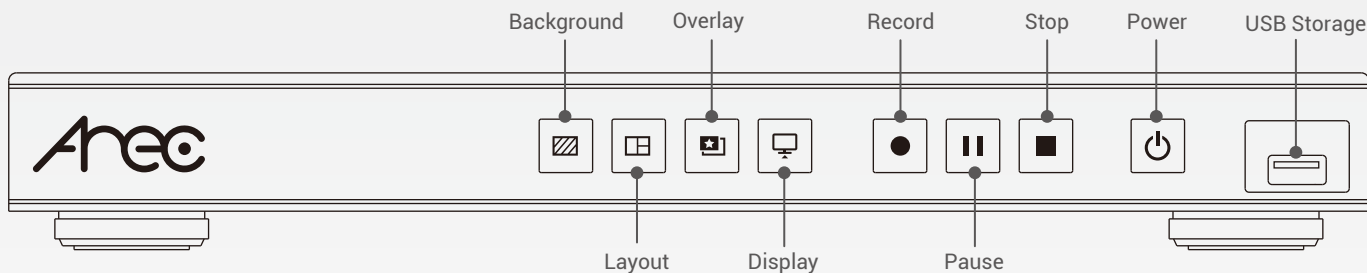 Background Overlay Record Stop Power USB Storage
Arec
Layout Display Pause